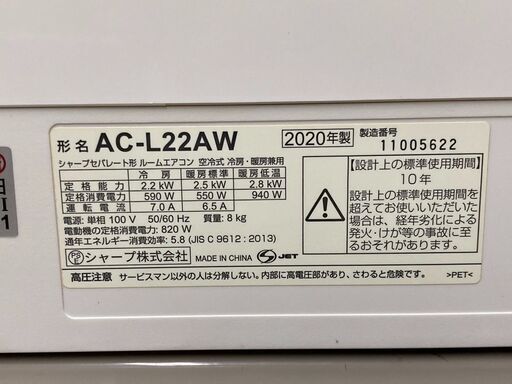 形名 AC-L22AW 2020年製 製造番号 11005622
シャープセパレート形 ルームエアコン 空冷式 冷房・暖房兼用
冷房 暖房標準 暖房低温
定格能力 2.2 kW 2.5 kW 2.8 kW
定格消費電力 590 W 550 W 940 W
運転電流 7.0 A 6.5 A
電源: 単相 100 V 50/60 Hz 質量: 8 kg
電動機の定格消費電力: 820 W
通年エネルギー消費効率: 5.8 (JIS C 9612 : 2013)
PSE シャープ株式会社 MADE IN CHINA S JET
【設計上の標準使用期間】
10年
設計上の標準使用期間を
超えてお使いいただいた
場合は、経年劣化による
発火・けが等の事故に至
るおそれがあります。
高圧注意 サービスマン以外の人は分解しない。内部に高電圧部があり、さわると危険です。
>PET<